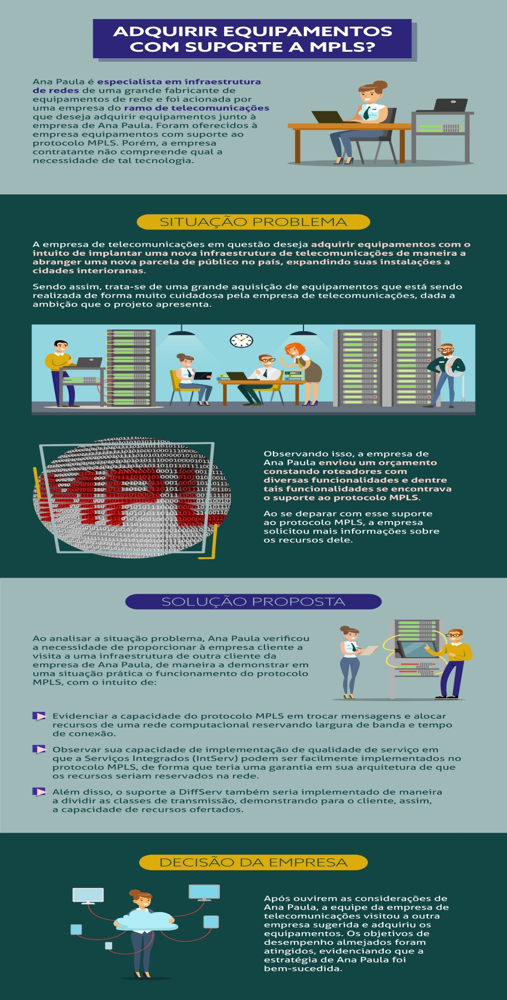 ADQUIRIR EQUIPAMENTOS
COM SUPORTE A MPLS?
Ana Paula é especialista em infraestrutura
de redes de uma grande fabricante de
equipamentos de rede e foi acionada por
uma empresa do ramo de telecomunicações
que deseja adquirir equipamentos junto à
empresa de Ana Paula. Foram oferecidos à
empresa equipamentos com suporte ao
protocolo MPLS. Porém, a empresa
contratante não compreende qual a
necessidade de tal tecnologia.
SITUAÇÃO PROBLEMA
A empresa de telecomunicações em questão deseja adquirir equipamentos com o
intuito de implantar uma nova infraestrutura de telecomunicações de maneira a
abranger uma nova parcela de público no país, expandindo suas instalações a
cidades interioranas.
Sendo assim, trata-se de uma grande aquisição de equipamentos que está sendo
realizada de forma muito cuidadosa pela empresa de telecomunicações, dada a
ambição que o projeto apresenta.
Observando isso, a empresa de
Ana Paula enviou um orçamento
constando roteadores com
diversas funcionalidades e dentre
tais funcionalidades se encontrava
o suporte ao protocolo MPLS.
Ao se deparar com esse suporte
ao protocolo MPLS, a empresa
solicitou mais informações sobre
os recursos dele.
SOLUÇÃO PROPOSTA
Ao analisar a situação problema, Ana Paula verificou
a necessidade de proporcionar à empresa cliente a
visita a uma infraestrutura de outra cliente da
empresa de Ana Paula, de maneira a demonstrar em
uma situação prática o funcionamento do protocolo
MPLS, com o intuito de:
Evidenciar a capacidade do protocolo MPLS em trocar mensagens e alocar
recursos de uma rede computacional reservando largura de banda e tempo
de conexão.
Observar sua capacidade de implementação de qualidade de serviço em
que a Serviços Integrados (IntServ) podem ser facilmente implementados no
protocolo MPLS, de forma que teria uma garantia em sua arquitetura de que
os recursos seriam reservados na rede.
Além disso, o suporte a DiffServ também seria implementado de maneira
a dividir as classes de transmissão, demonstrando para o cliente, assim,
a capacidade de recursos ofertados.
DECISÃO DA EMPRESA
Após ouvirem as considerações de
Ana Paula, a equipe da empresa de
telecomunicações visitou a outra
empresa sugerida e adquiriu os
equipamentos. Os objetivos de
desempenho almejados foram
atingidos, evidenciando que a
estratégia de Ana Paula foi
bem-sucedida.